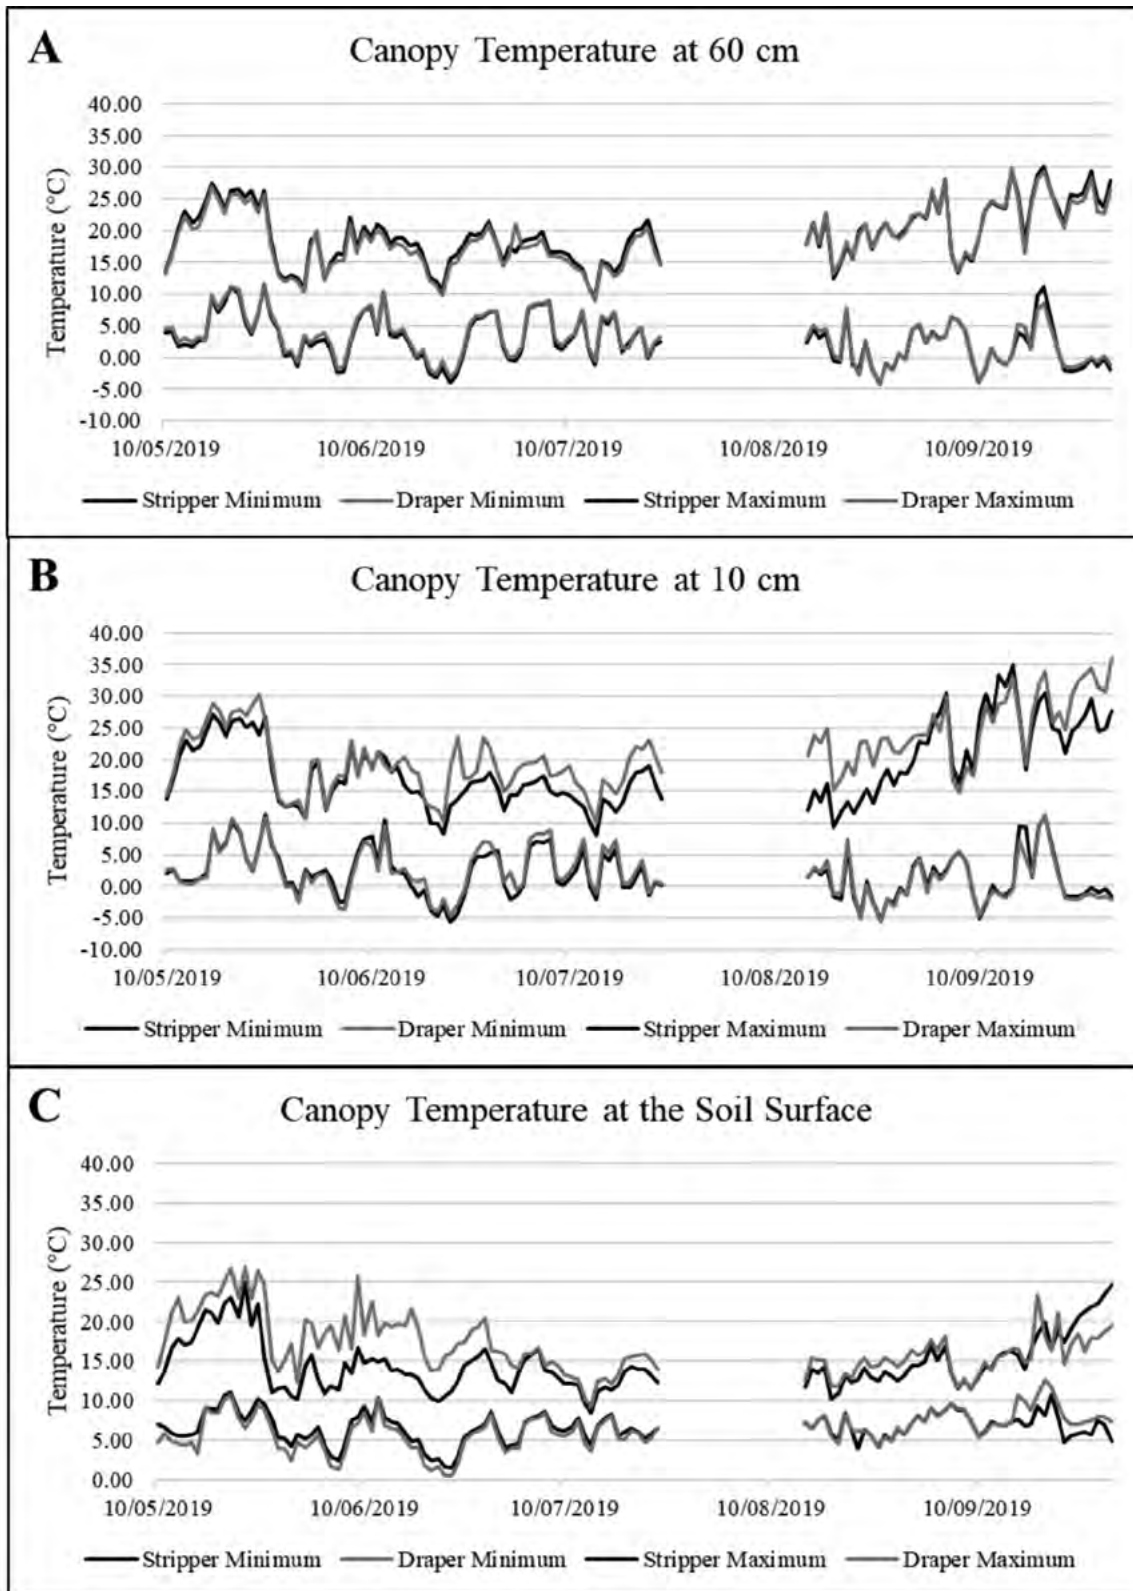 A
Canopy Temperature at 60 cm
Temperature (°C)
40.00
35.00
30.00
25.00
20.00
15.00
10.00
5.00
0.00
-5.00
-10.00
10/05/2019 10/06/2019 10/07/2019 10/08/2019 10/09/2019
Stripper Minimum Draper Minimum Stripper Maximum Draper Maximum
B
Canopy Temperature at 10 cm
Temperature (°C)
40.00
35.00
30.00
25.00
20.00
15.00
10.00
5.00
0.00
-5.00
-10.00
10/05/2019 10/06/2019 10/07/2019 10/08/2019 10/09/2019
Stripper Minimum Draper Minimum Stripper Maximum Draper Maximum
C
Canopy Temperature at the Soil Surface
Temperature (°C)
40.00
35.00
30.00
25.00
20.00
15.00
10.00
5.00
0.00
10/05/2019 10/06/2019 10/07/2019 10/08/2019 10/09/2019
Stripper Minimum Draper Minimum Stripper Maximum Draper Maximum